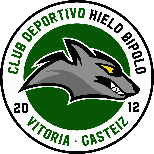 CLUB DEPORTIVO HIELO BIPOLO
20 12
VITORIA - GASTEIZ